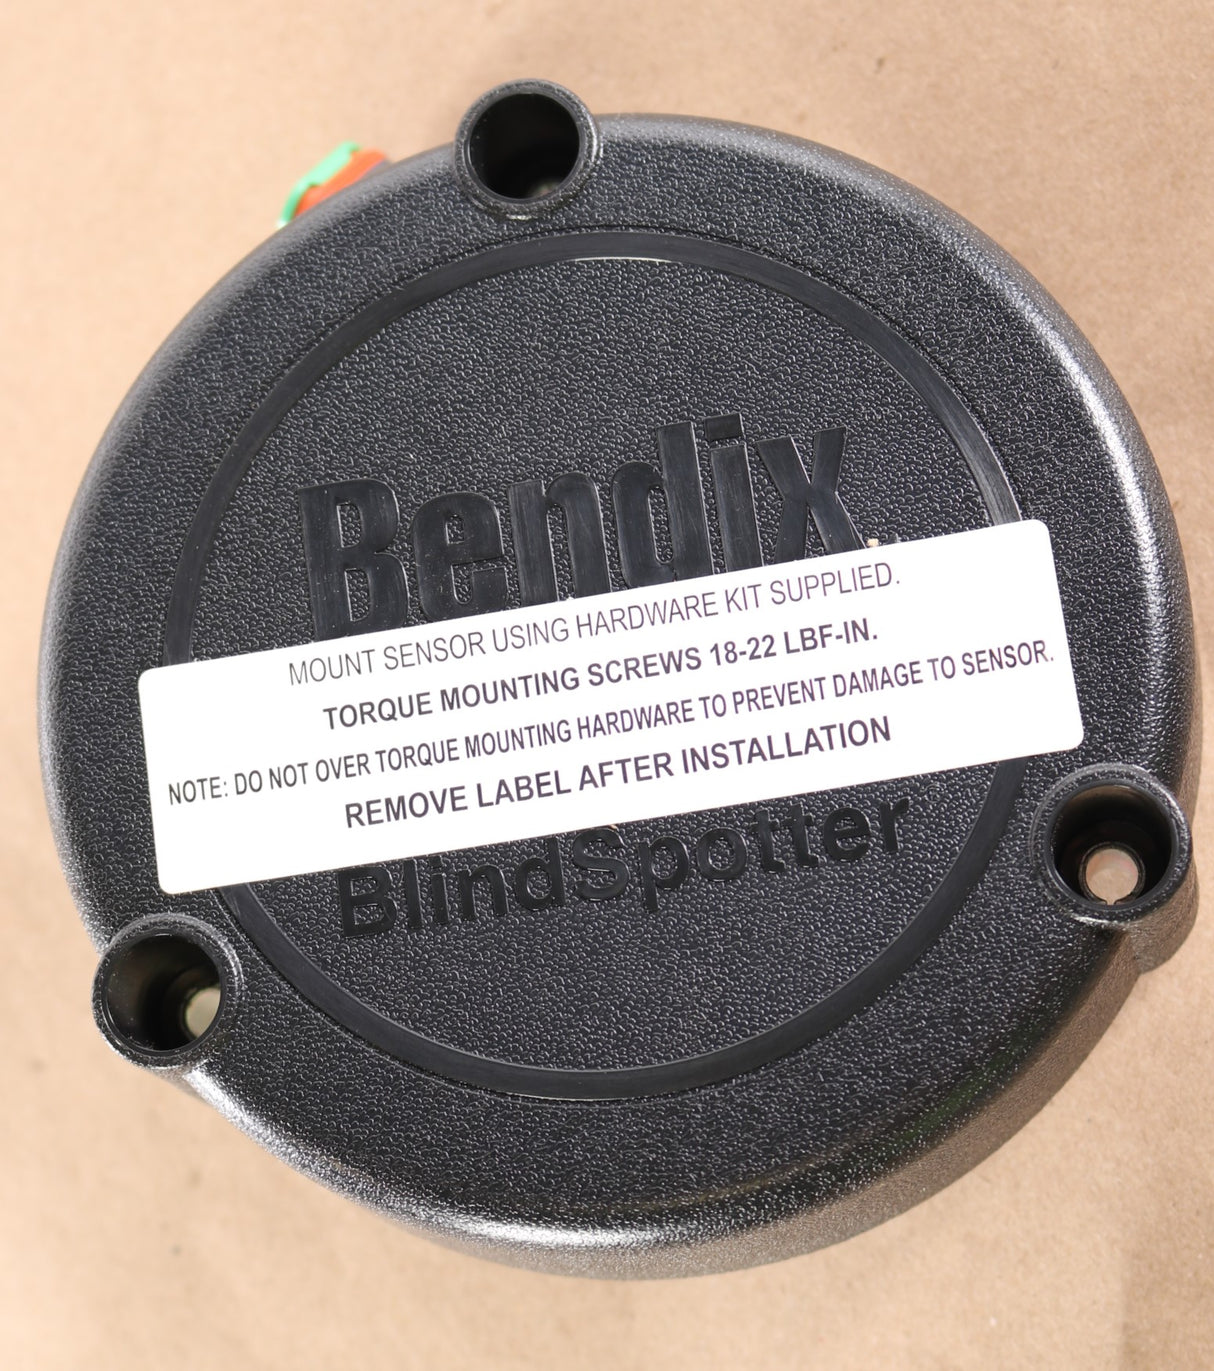 Bendix
MOUNT SENSOR USING HARDWARE KIT SUPPLIED.
TORQUE MOUNTING SCREWS 18-22 LBF-IN.
NOTE: DO NOT OVER TORQUE MOUNTING HARDWARE TO PREVENT DAMAGE TO SENSOR.
REMOVE LABEL AFTER INSTALLATION
BlindSpotter